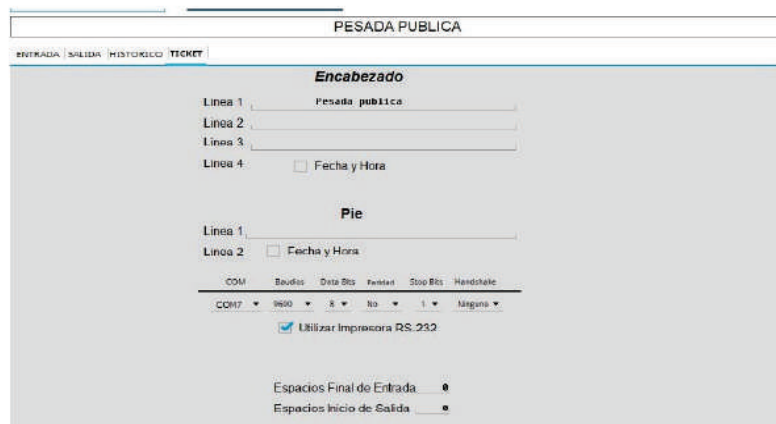 PESADA PUBLICA
ENTRADA SALIDA HISTORICO TICKET
Encabezado
Linea 1 Pesada publica
Linea 2
Linea 3
Linea 4 Fecha y Hora
Pie
Linea 1
Linea 2 Fecha y Hora
COM Baudios Data Bits Paridad Stop Bits Handshake
COM7 9600 8 No 1 Ninguna
Utilizar Impresora RS-232
Espacios Final de Entrada 0
Espacios Inicio de Salida 0